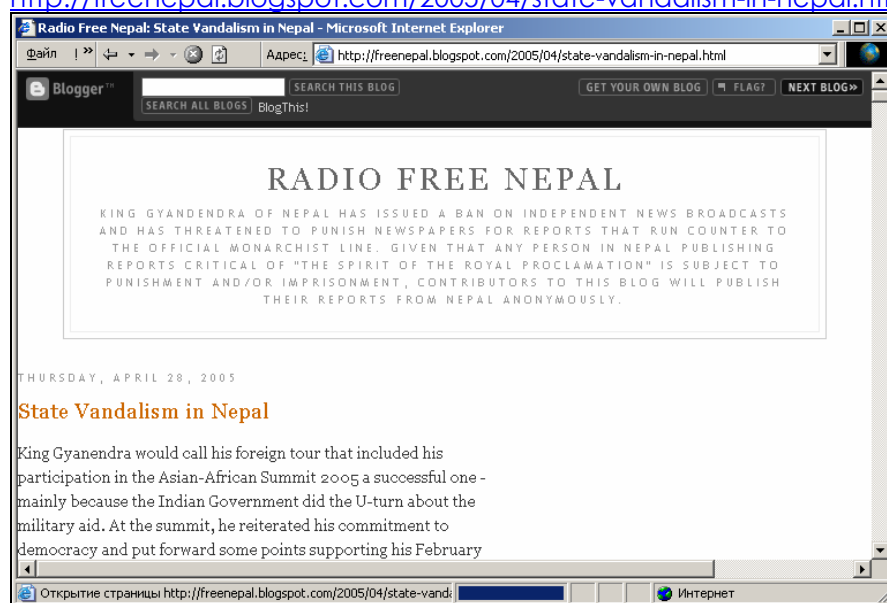 http://freenepal.blogspot.com/2005/04/state-vandalism-in-nepal.ht
Radio Free Nepal: State Vandalism in Nepal - Microsoft Internet Explorer
Файл Адрес: http://freenepal.blogspot.com/2005/04/state-vandalism-in-nepal.html
Blogger™ SEARCH THIS BLOG GET YOUR OWN BLOG FLAG? NEXT BLOG»
SEARCH ALL BLOGS BlogThis!
RADIO FREE NEPAL
KING GYANDENDRA OF NEPAL HAS ISSUED A BAN ON INDEPENDENT NEWS BROADCASTS
AND HAS THREATENED TO PUNISH NEWSPAPERS FOR REPORTS THAT RUN COUNTER TO
THE OFFICIAL MONARCHIST LINE. GIVEN THAT ANY PERSON IN NEPAL PUBLISHING
REPORTS CRITICAL OF "THE SPIRIT OF THE ROYAL PROCLAMATION" IS SUBJECT TO
PUNISHMENT AND/OR IMPRISONMENT, CONTRIBUTORS TO THIS BLOG WILL PUBLISH
THEIR REPORTS FROM NEPAL ANONYMOUSLY.
THURSDAY, APRIL 28, 2005
State Vandalism in Nepal
King Gyanendra would call his foreign tour that included his
participation in the Asian-African Summit 2005 a successful one -
mainly because the Indian Government did the U-turn about the
military aid. At the summit, he reiterated his commitment to
democracy and put forward some points supporting his February
Открытие страницы http://freenepal.blogspot.com/2005/04/state-vand Интернет